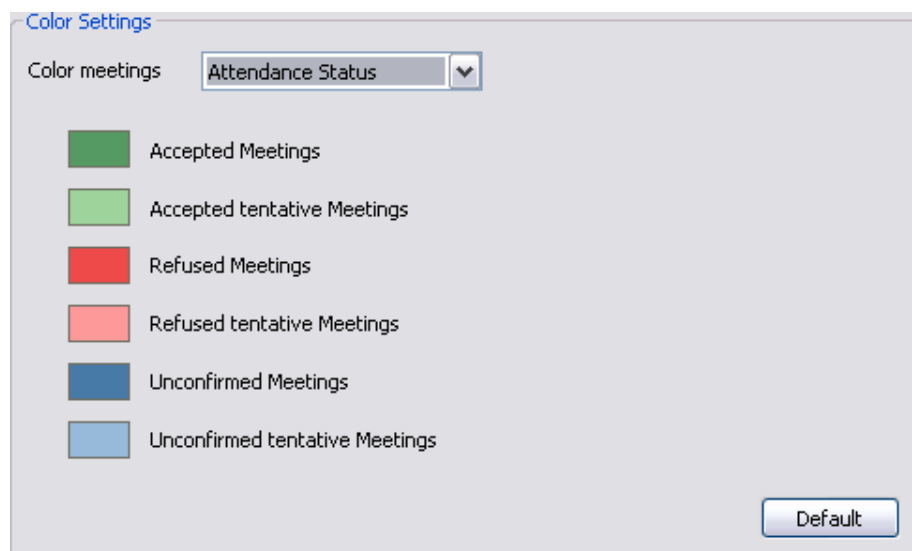 Color Settings
Color meetings Attendance Status
Accepted Meetings
Accepted tentative Meetings
Refused Meetings
Refused tentative Meetings
Unconfirmed Meetings
Unconfirmed tentative Meetings
Default